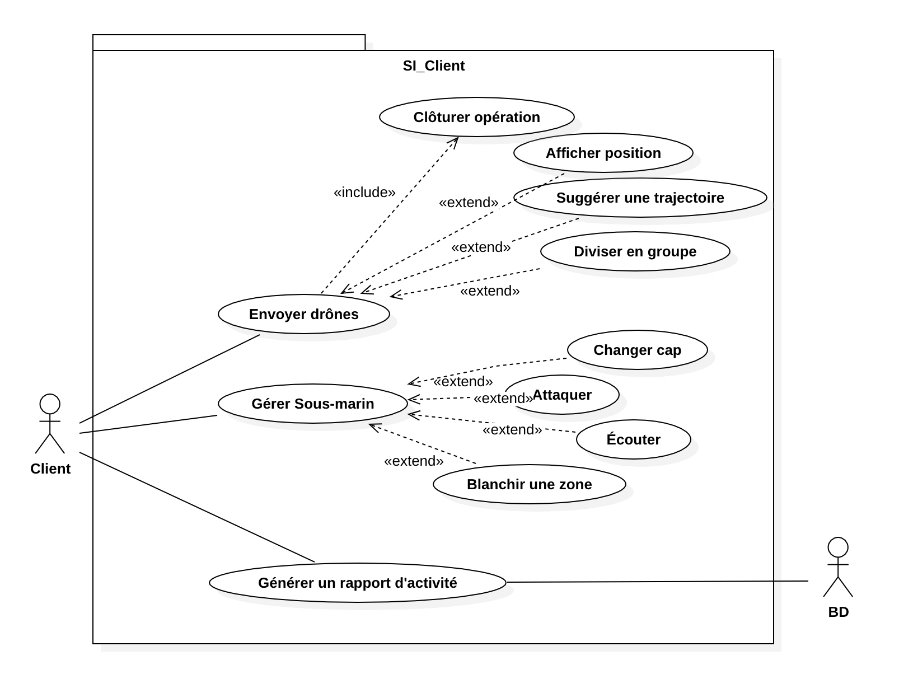 SI_Client
Clôturer opération
Afficher position
«include»
Suggérer une trajectoire
«extend»
«extend»
Diviser en groupe
«extend»
Envoyer drônes
Changer cap
«extend»
Attaquer
«extend»
Gérer Sous-marin
«extend»
Écouter
«extend»
Client
Blanchir une zone
Générer un rapport d'activité
BD